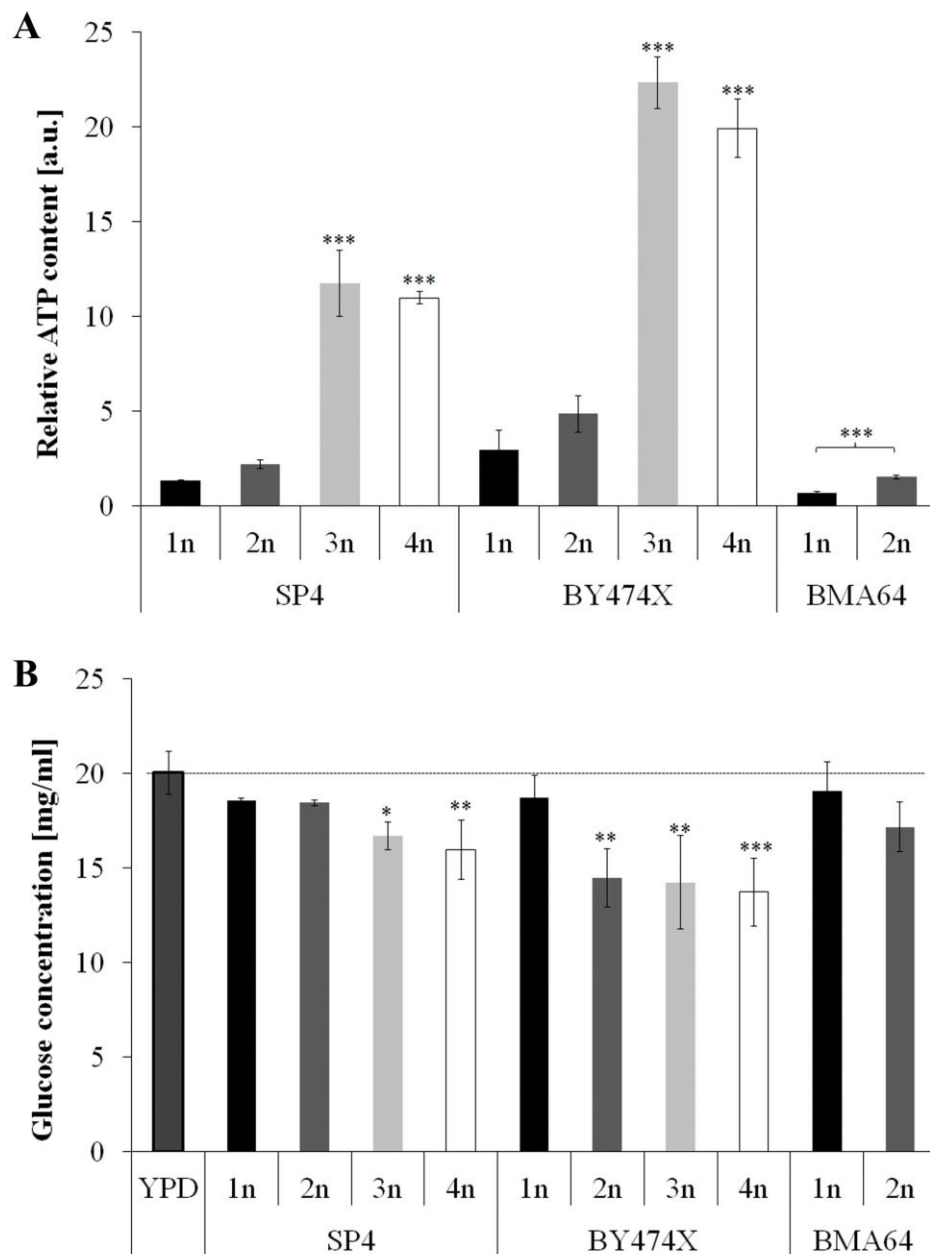 A
Relative ATP content [a.u.]
25
20
15
10
5
0
***
***
***
***
***
1n 2n 3n 4n 1n 2n 3n 4n 1n 2n
SP4 BY474X BMA64
B
Glucose concentration [mg/ml]
25
20
15
10
5
0
*
**
**
**
***
YPD 1n 2n 3n 4n 1n 2n 3n 4n 1n 2n
SP4 BY474X BMA64